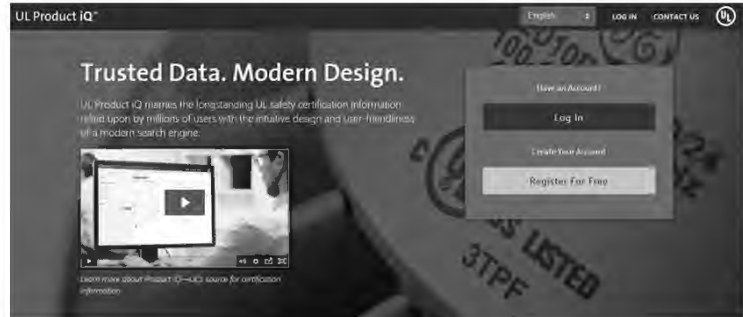 UL Product iQ™
English
LOG IN
CONTACT US
UL
Trusted Data. Modern Design.
UL Product iQ marries the longstanding UL safety certification information
relied upon by millions of users with the intuitive design and user-friendliness
of a modern search engine.
Have an Account?
Log In
Create Your Account
Register For Free
Learn more about Product iQ—UL's source for certification
information
US LISTED
3TPF